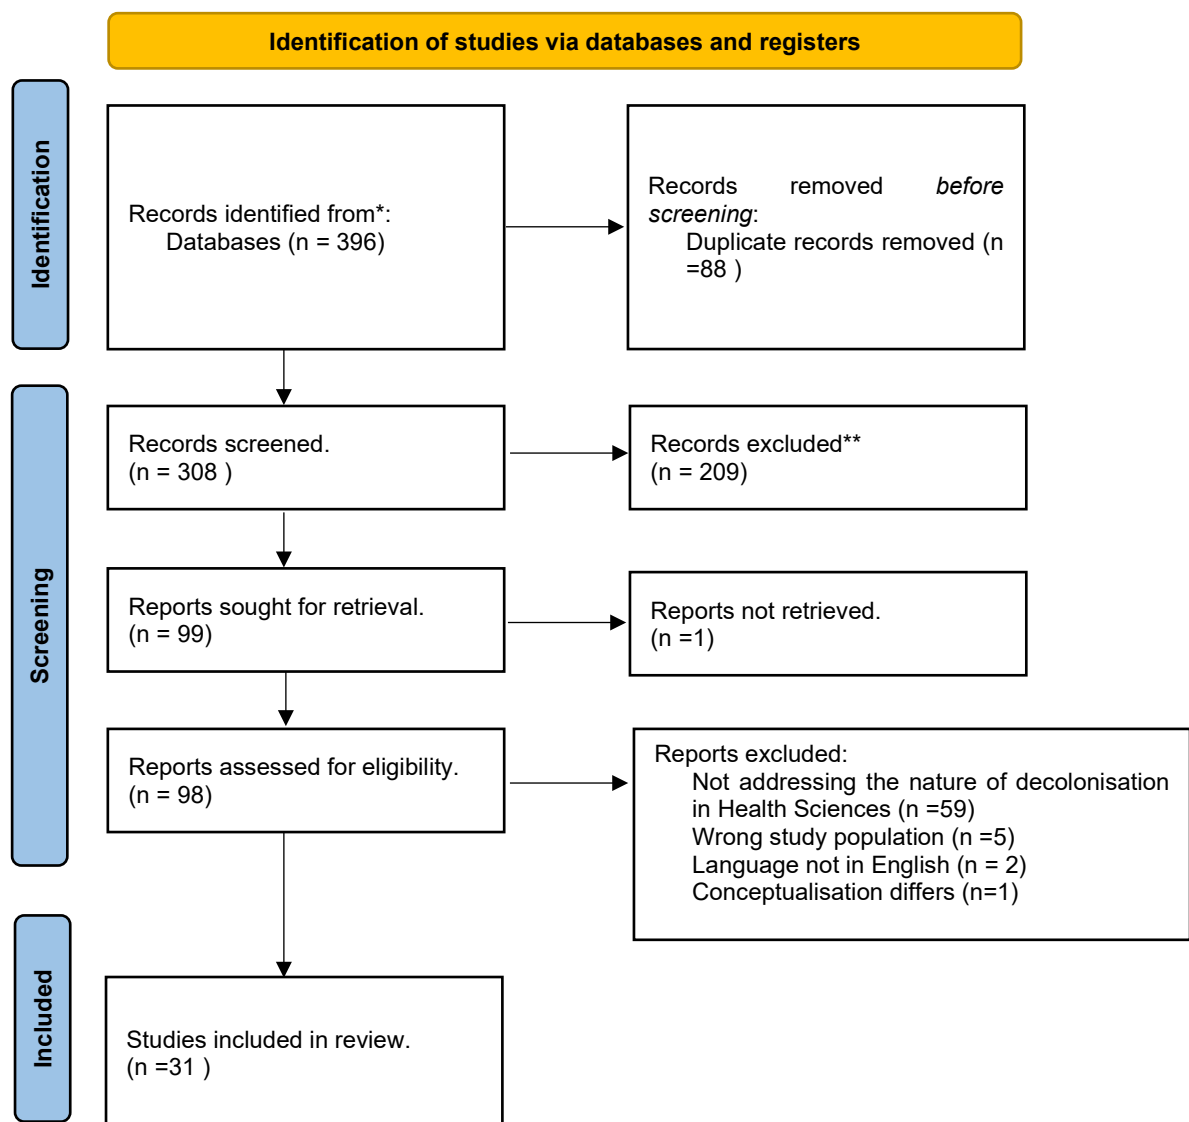 Identification of studies via databases and registers
Identification
Records identified from*:
Databases (n = 396)
Records removed before
screening:
Duplicate records removed (n
=88 )
Screening
Records screened.
(n = 308 )
Records excluded**
(n = 209)
Reports sought for retrieval.
(n = 99)
Reports not retrieved.
(n =1)
Reports assessed for eligibility.
(n = 98)
Reports excluded:
Not addressing the nature of decolonisation
in Health Sciences (n =59)
Wrong study population (n =5)
Language not in English (n = 2)
Conceptualisation differs (n=1)
Included
Studies included in review.
(n =31 )